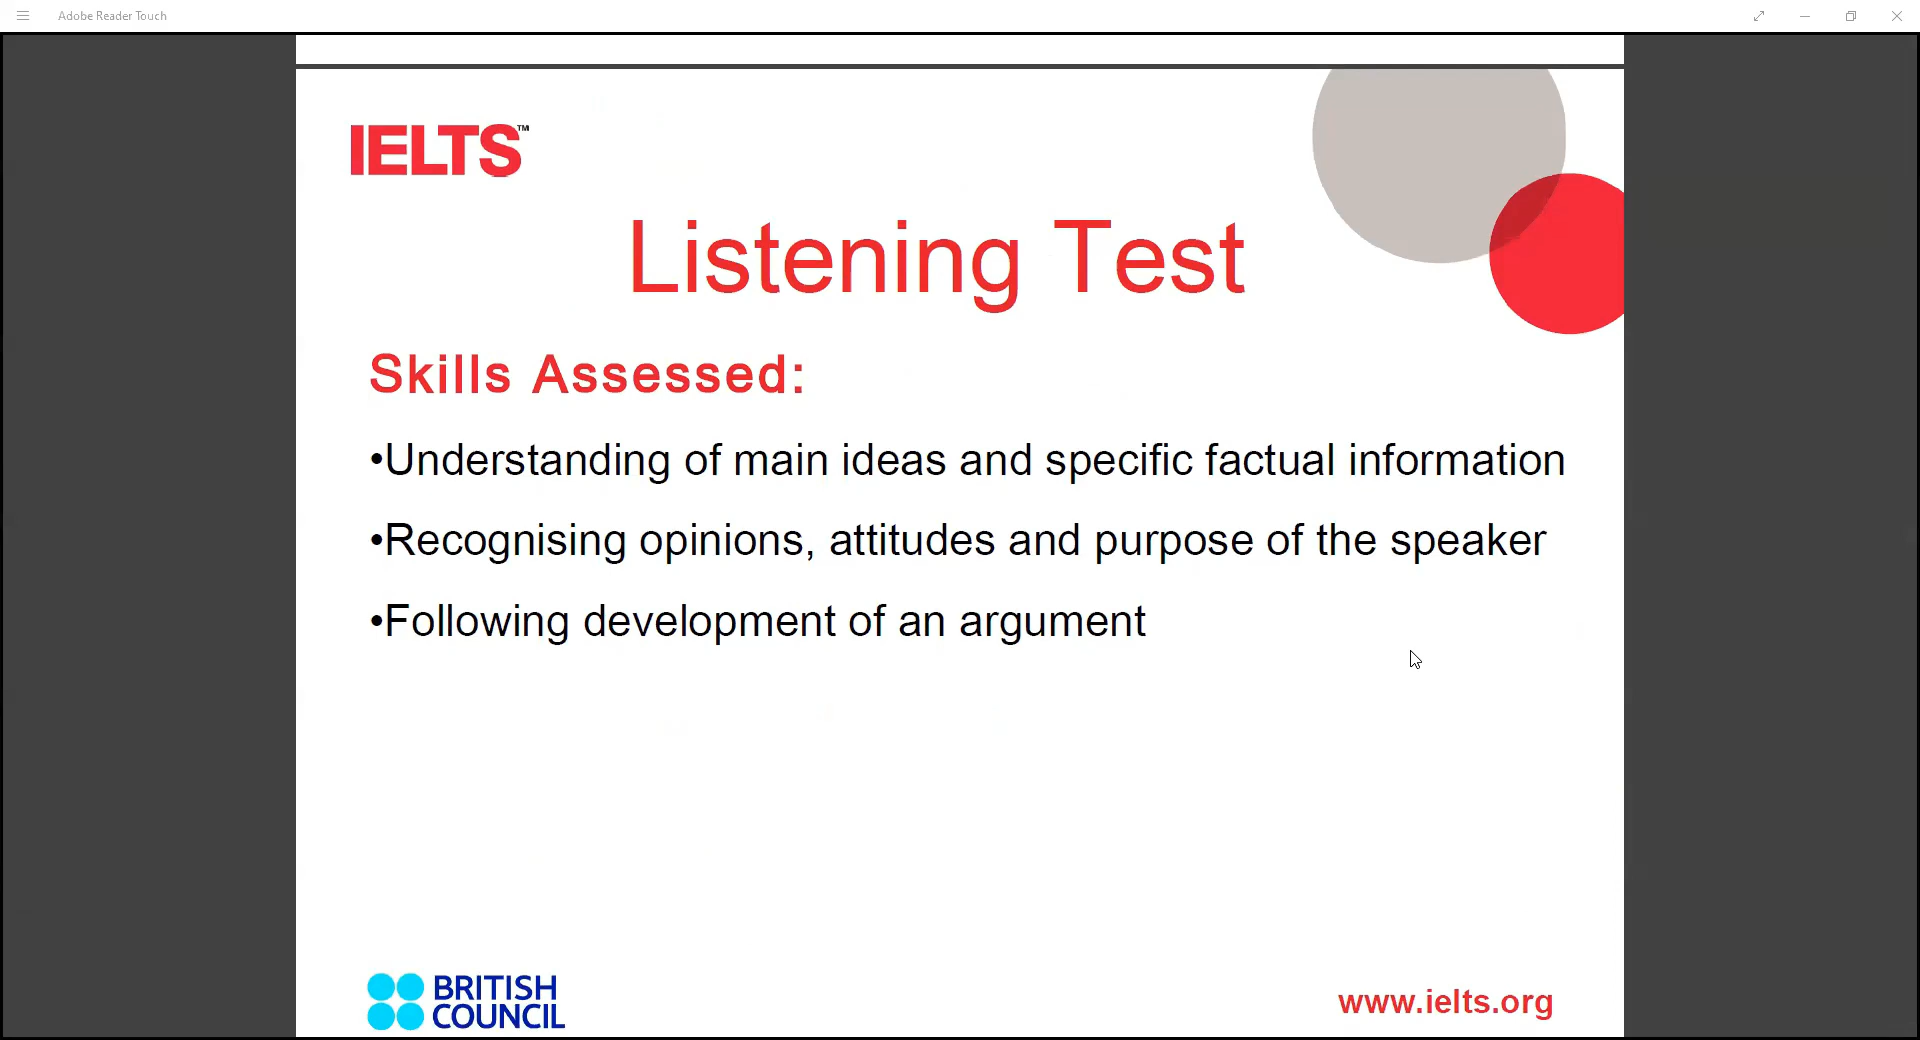 Adobe Reader Touch
IELTS™
Listening Test
Skills Assessed:
•Understanding of main ideas and specific factual information
•Recognising opinions, attitudes and purpose of the speaker
•Following development of an argument
BRITISH
COUNCIL
www.ielts.org